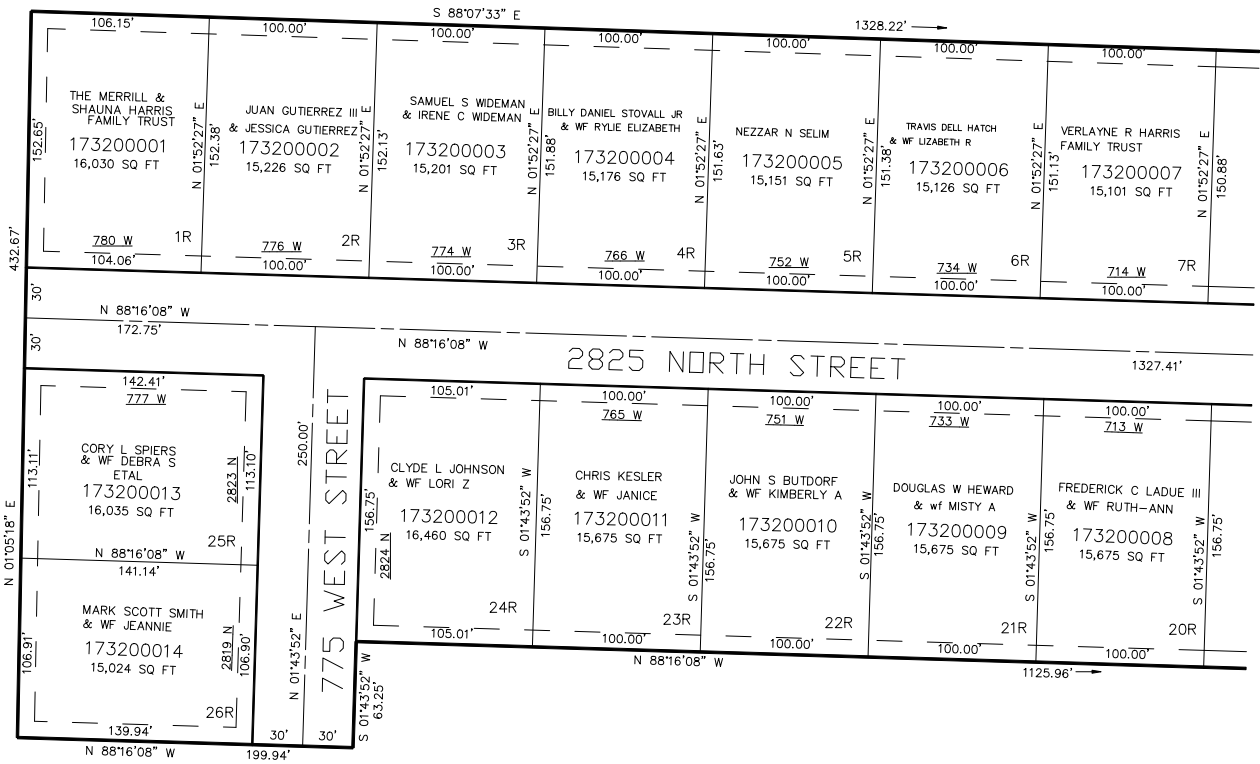 S 88°07'33" E
1328.22'
106.15'
100.00'
100.00'
100.00'
100.00'
100.00'
100.00'
THE MERRILL &
SHAUNA HARRIS
FAMILY TRUST
173200001
16,030 SQ FT
152.65'
N 01°52'27" E
152.38'
780 W
1R
104.06'
JUAN GUTIERREZ III
& JESSICA GUTIERREZ
173200002
15,226 SQ FT
N 01°52'27" E
152.13'
776 W
2R
100.00'
SAMUEL S WIDEMAN
& IRENE C WIDEMAN
173200003
15,201 SQ FT
N 01°52'27" E
151.88'
774 W
3R
100.00'
BILLY DANIEL STOVALL JR
& WF RYLIE ELIZABETH
173200004
15,176 SQ FT
N 01°52'27" E
151.63'
766 W
4R
100.00'
NEZZAR N SELIM
173200005
15,151 SQ FT
N 01°52'27" E
151.38'
752 W
5R
100.00'
TRAVIS DELL HATCH
& WF LIZABETH R
173200006
15,126 SQ FT
N 01°52'27" E
151.13'
734 W
6R
100.00'
VERLAYNE R HARRIS
FAMILY TRUST
173200007
15,101 SQ FT
N 01°52'27" E
150.88'
714 W
7R
100.00'
432.67'
30'
30'
N 88°16'08" W
172.75'
N 88°16'08" W
2825 NORTH STREET
1327.41'
142.41'
777 W
CORY L SPIERS
& WF DEBRA S
ETAL
173200013
16,035 SQ FT
113.11'
2823 N
113.10'
25R
N 88°16'08" W
141.14'
MARK SCOTT SMITH
& WF JEANNIE
173200014
15,024 SQ FT
106.91'
2819 N
106.90'
26R
139.94'
N 01°05'18" E
N 88°16'08" W
199.94'
250.00'
N 01°43'52" E
775 WEST STREET
30'
30'
S 01°43'52" W
63.25'
105.01'
CLYDE L JOHNSON
& WF LORI Z
173200012
16,460 SQ FT
156.75'
2824 N
S 01°43'52" W
156.75'
24R
105.01'
100.00'
765 W
CHRIS KESLER
& WF JANICE
173200011
15,675 SQ FT
S 01°43'52" W
156.75'
23R
100.00'
100.00'
751 W
JOHN S BUTDORF
& WF KIMBERLY A
173200010
15,675 SQ FT
S 01°43'52" W
156.75'
22R
100.00'
100.00'
733 W
DOUGLAS W HEWARD
& wf MISTY A
173200009
15,675 SQ FT
S 01°43'52" W
156.75'
21R
100.00'
100.00'
713 W
FREDERICK C LADUE III
& WF RUTH-ANN
173200008
15,675 SQ FT
S 01°43'52" W
156.75'
20R
100.00'
N 88°16'08" W
1125.96'